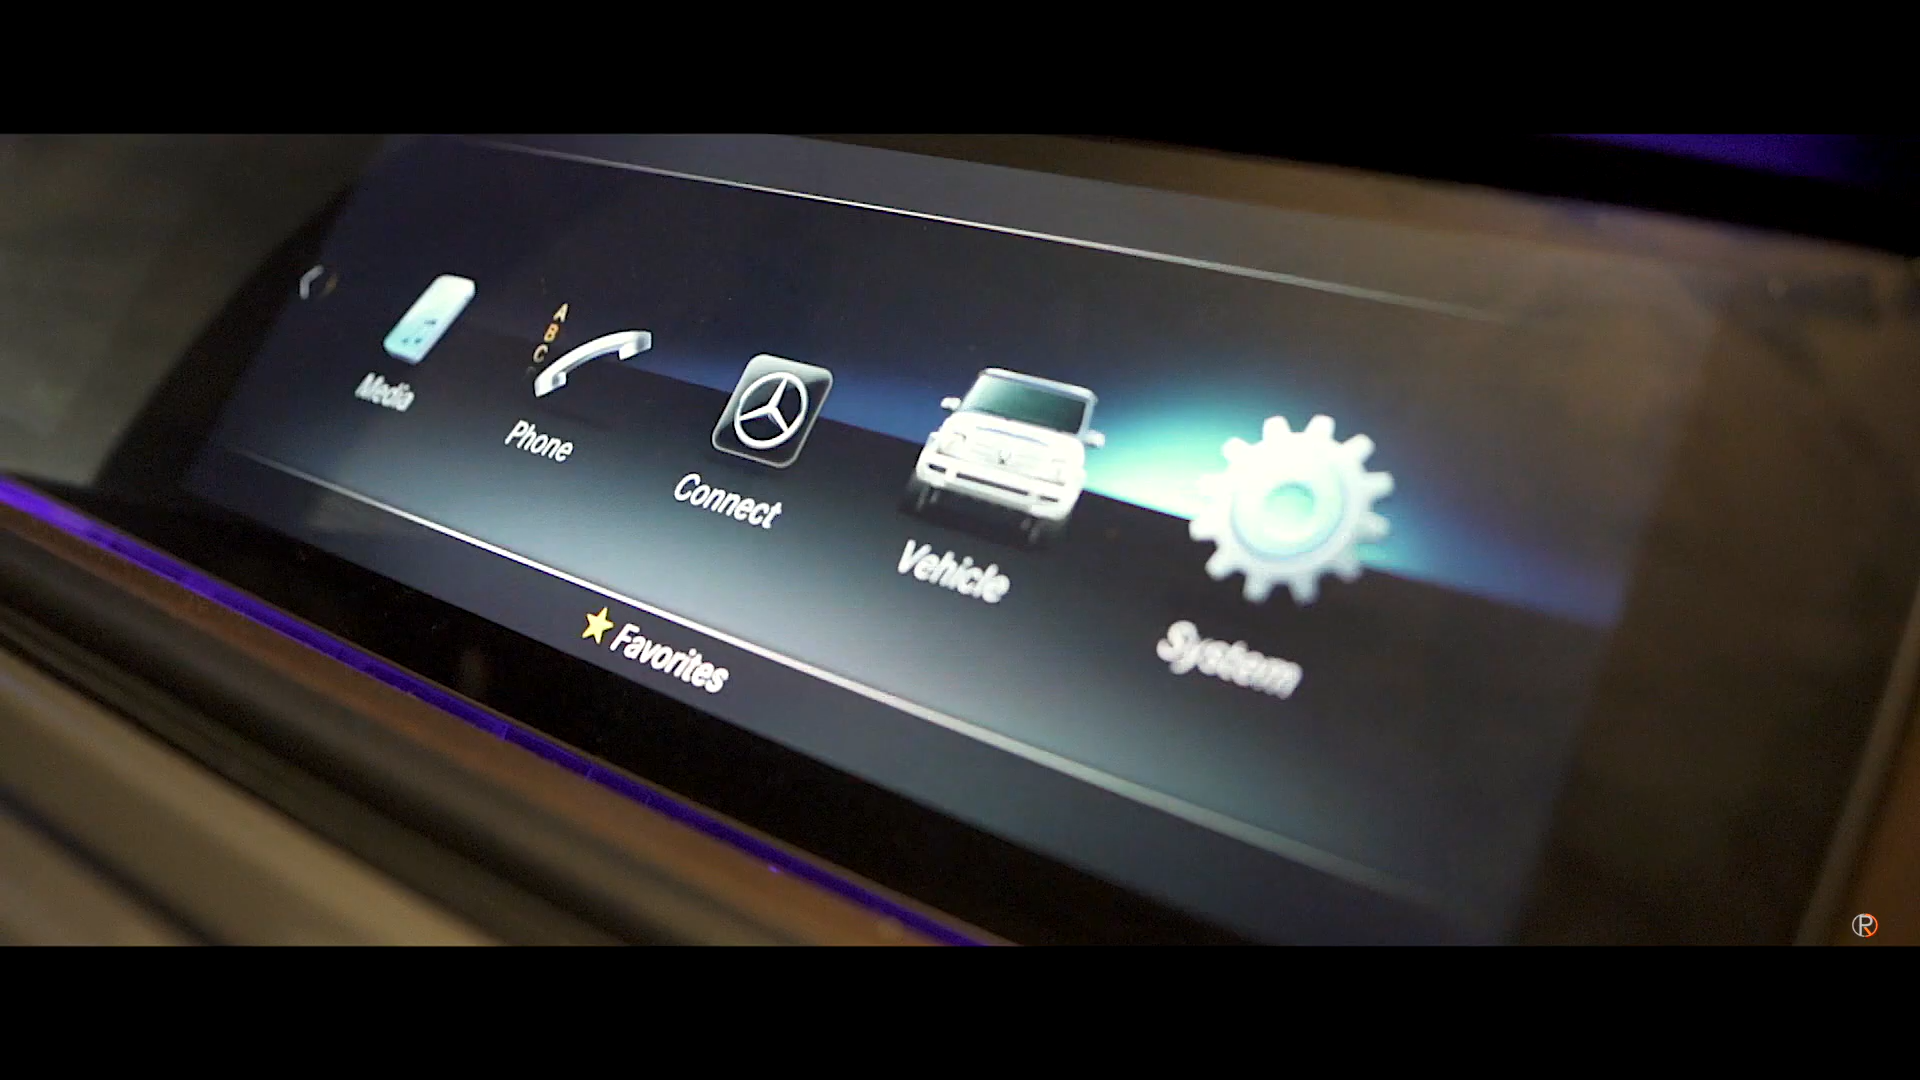 A
B
C
Media
Phone
Connect
Vehicle
System
Favorites
R